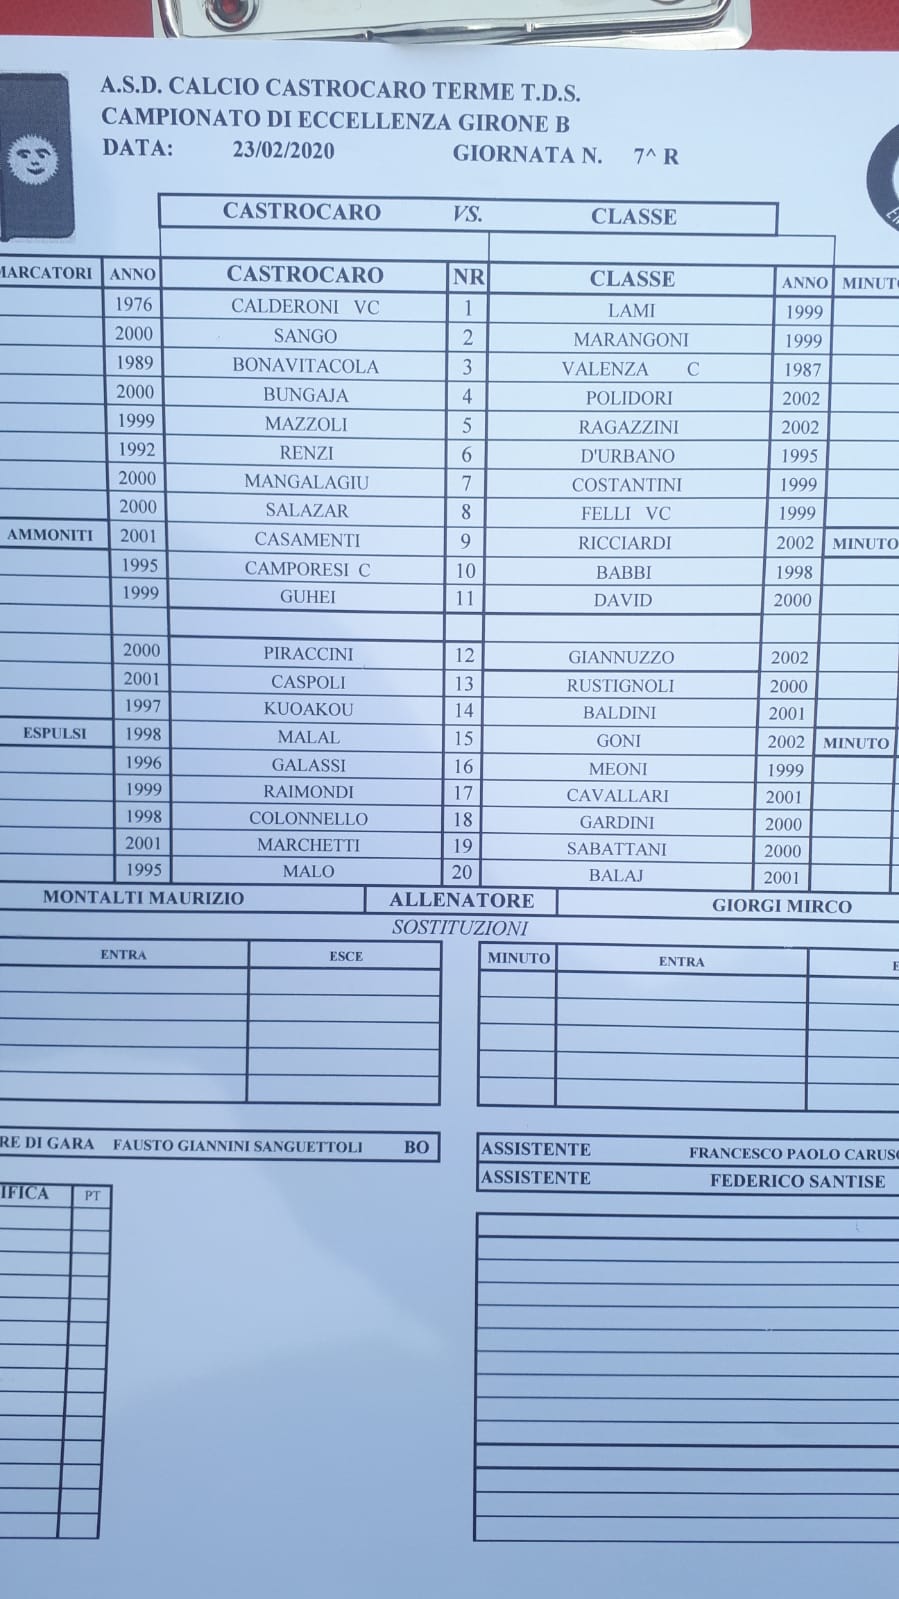 A.S.D. CALCIO CASTROCARO TERME T.D.S.
CAMPIONATO DI ECCELLENZA GIRONE B
DATA: 23/02/2020 GIORNATA N. 7^ R
CASTROCARO VS. CLASSE
MARCATORI ANNO CASTROCARO NR CLASSE ANNO MINUTO
1976 CALDERONI VC 1 LAMI 1999
2000 SANGO 2 MARANGONI 1999
1989 BONAVITACOLA 3 VALENZA C 1987
2000 BUNGAJA 4 POLIDORI 2002
1999 MAZZOLI 5 RAGAZZINI 2002
1992 RENZI 6 D'URBANO 1995
2000 MANGALAGIU 7 COSTANTINI 1999
2000 SALAZAR 8 FELLI VC 1999
AMMONITI 2001 CASAMENTI 9 RICCIARDI 2002 MINUTO
1995 CAMPORESI C 10 BABBI 1998
1999 GUHEI 11 DAVID 2000
2000 PIRACCINI 12 GIANNUZZO 2002
2001 CASPOLI 13 RUSTIGNOLI 2000
1997 KUOAKOU 14 BALDINI 2001
ESPULSI 1998 MALAL 15 GONI 2002 MINUTO
1996 GALASSI 16 MEONI 1999
1999 RAIMONDI 17 CAVALLARI 2001
1998 COLONNELLO 18 GARDINI 2000
2001 MARCHETTI 19 SABATTANI 2000
1995 MALO 20 BALAJ 2001
MONTALTI MAURIZIO ALLENATORE GIORGI MIRCO
SOSTITUZIONI
ENTRA ESCE MINUTO ENTRA E
RE DI GARA FAUSTO GIANNINI SANGUETTOLI BO ASSISTENTE FRANCESCO PAOLO CARUSO
ASSISTENTE FEDERICO SANTISE
IFICA PT